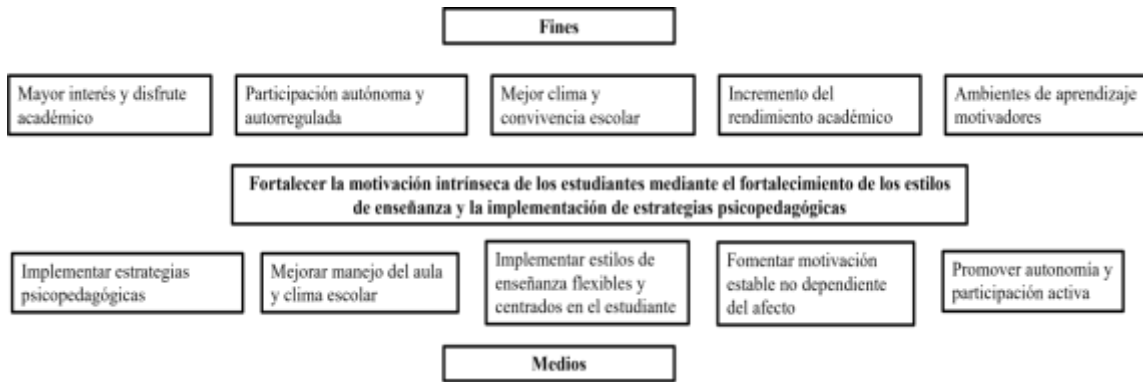 Fines
Mayor interés y disfrute
académico
Participación autónoma y
autorregulada
Mejor clima y
convivencia escolar
Incremento del
rendimiento académico
Ambientes de aprendizaje
motivadores
Fortalecer la motivación intrínseca de los estudiantes mediante el fortalecimiento de los estilos
de enseñanza y la implementación de estrategias psicopedagógicas
Implementar estrategias
psicopedagógicas
Mejorar manejo del aula
y clima escolar
Implementar estilos de
enseñanza flexibles y
centrados en el estudiante
Fomentar motivación
estable no dependiente
del afecto
Promover autonomía y
participación activa
Medios